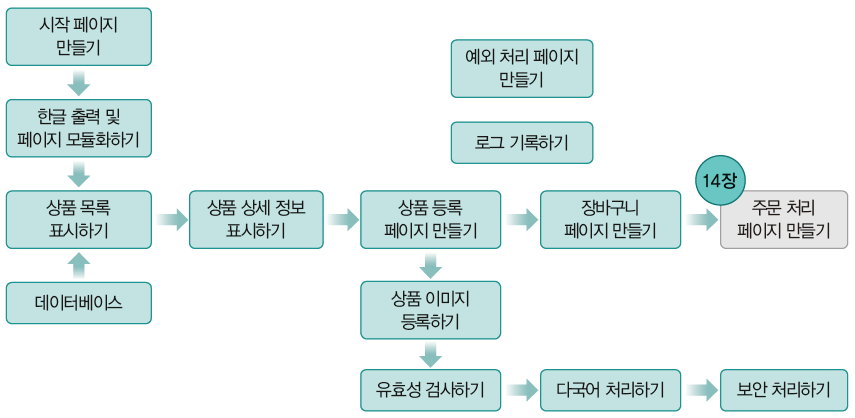 시작 페이지
만들기
예외 처리 페이지
만들기
한글 출력 및
페이지 모듈화하기
로그 기록하기
14장
상품 목록
표시하기
상품 상세 정보
표시하기
상품 등록
페이지 만들기
장바구니
페이지 만들기
주문 처리
페이지 만들기
데이터베이스
상품 이미지
등록하기
유효성 검사하기
다국어 처리하기
보안 처리하기